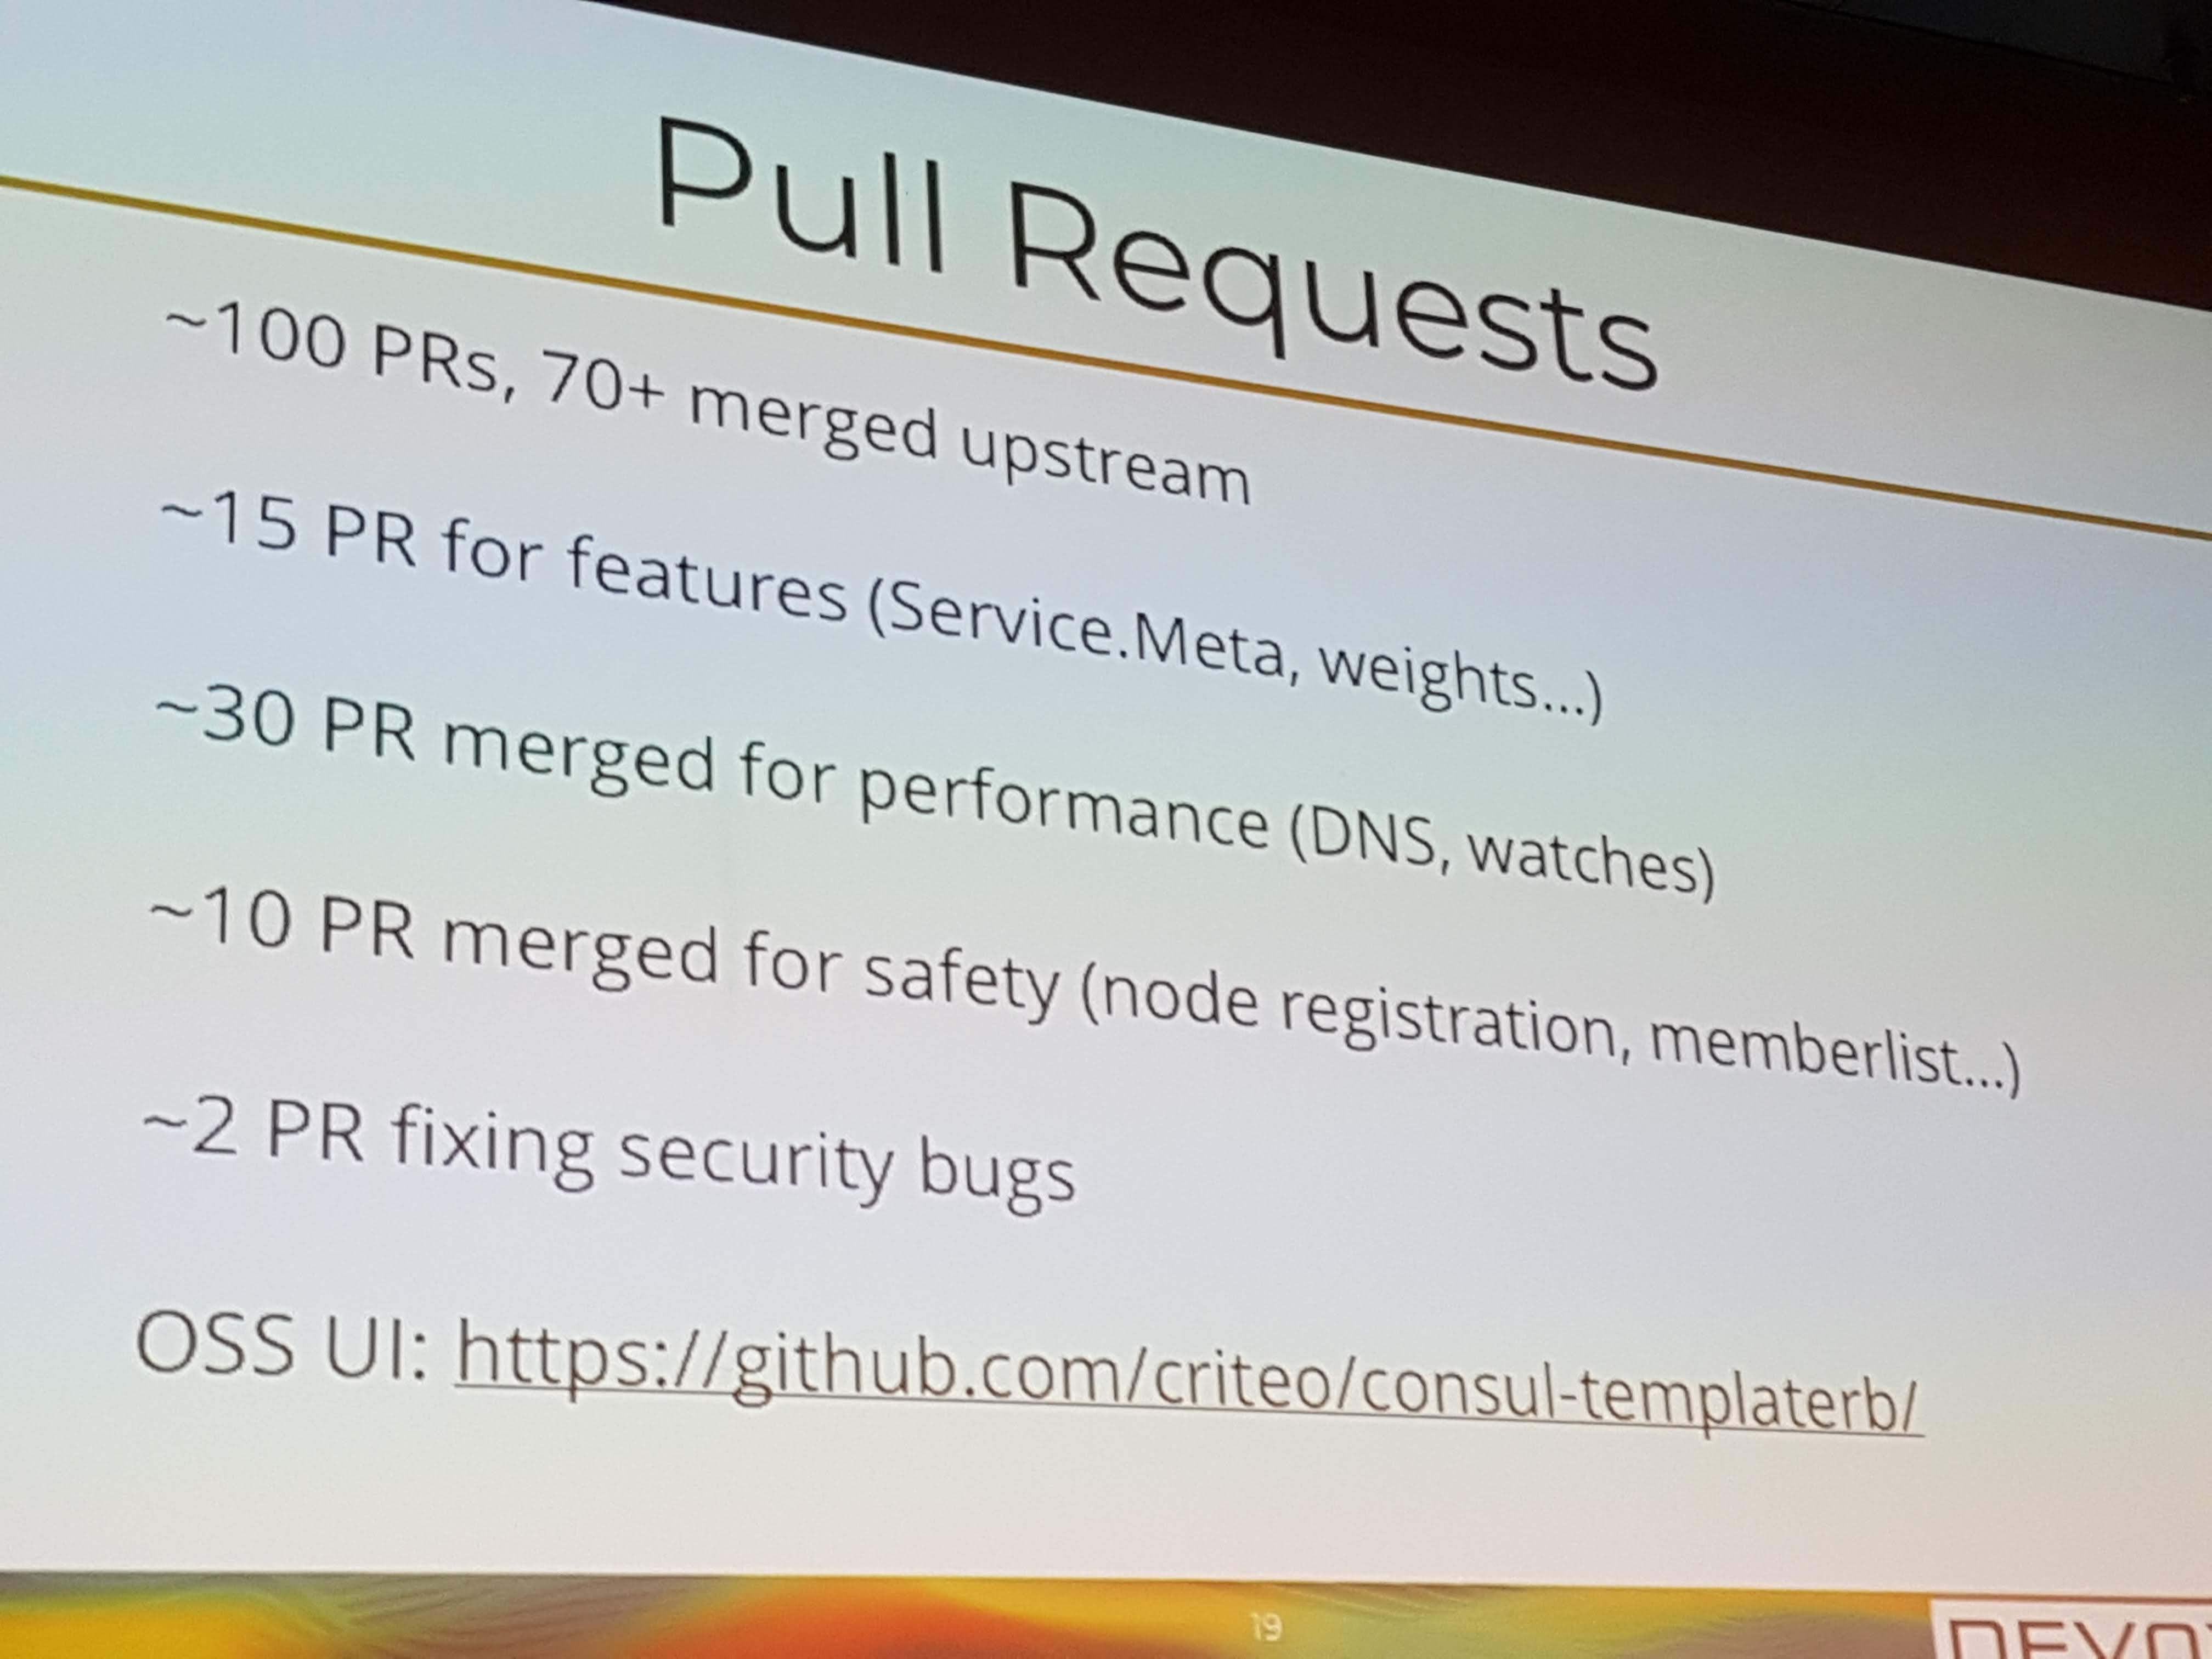 Pull Requests
~100 PRs, 70+ merged upstream
~15 PR for features (Service.Meta, weights...)
~30 PR merged for performance (DNS, watches)
~10 PR merged for safety (node registration, memberlist...)
~2 PR fixing security bugs
OSS UI: https://github.com/criteo/consul-templaterb/
19